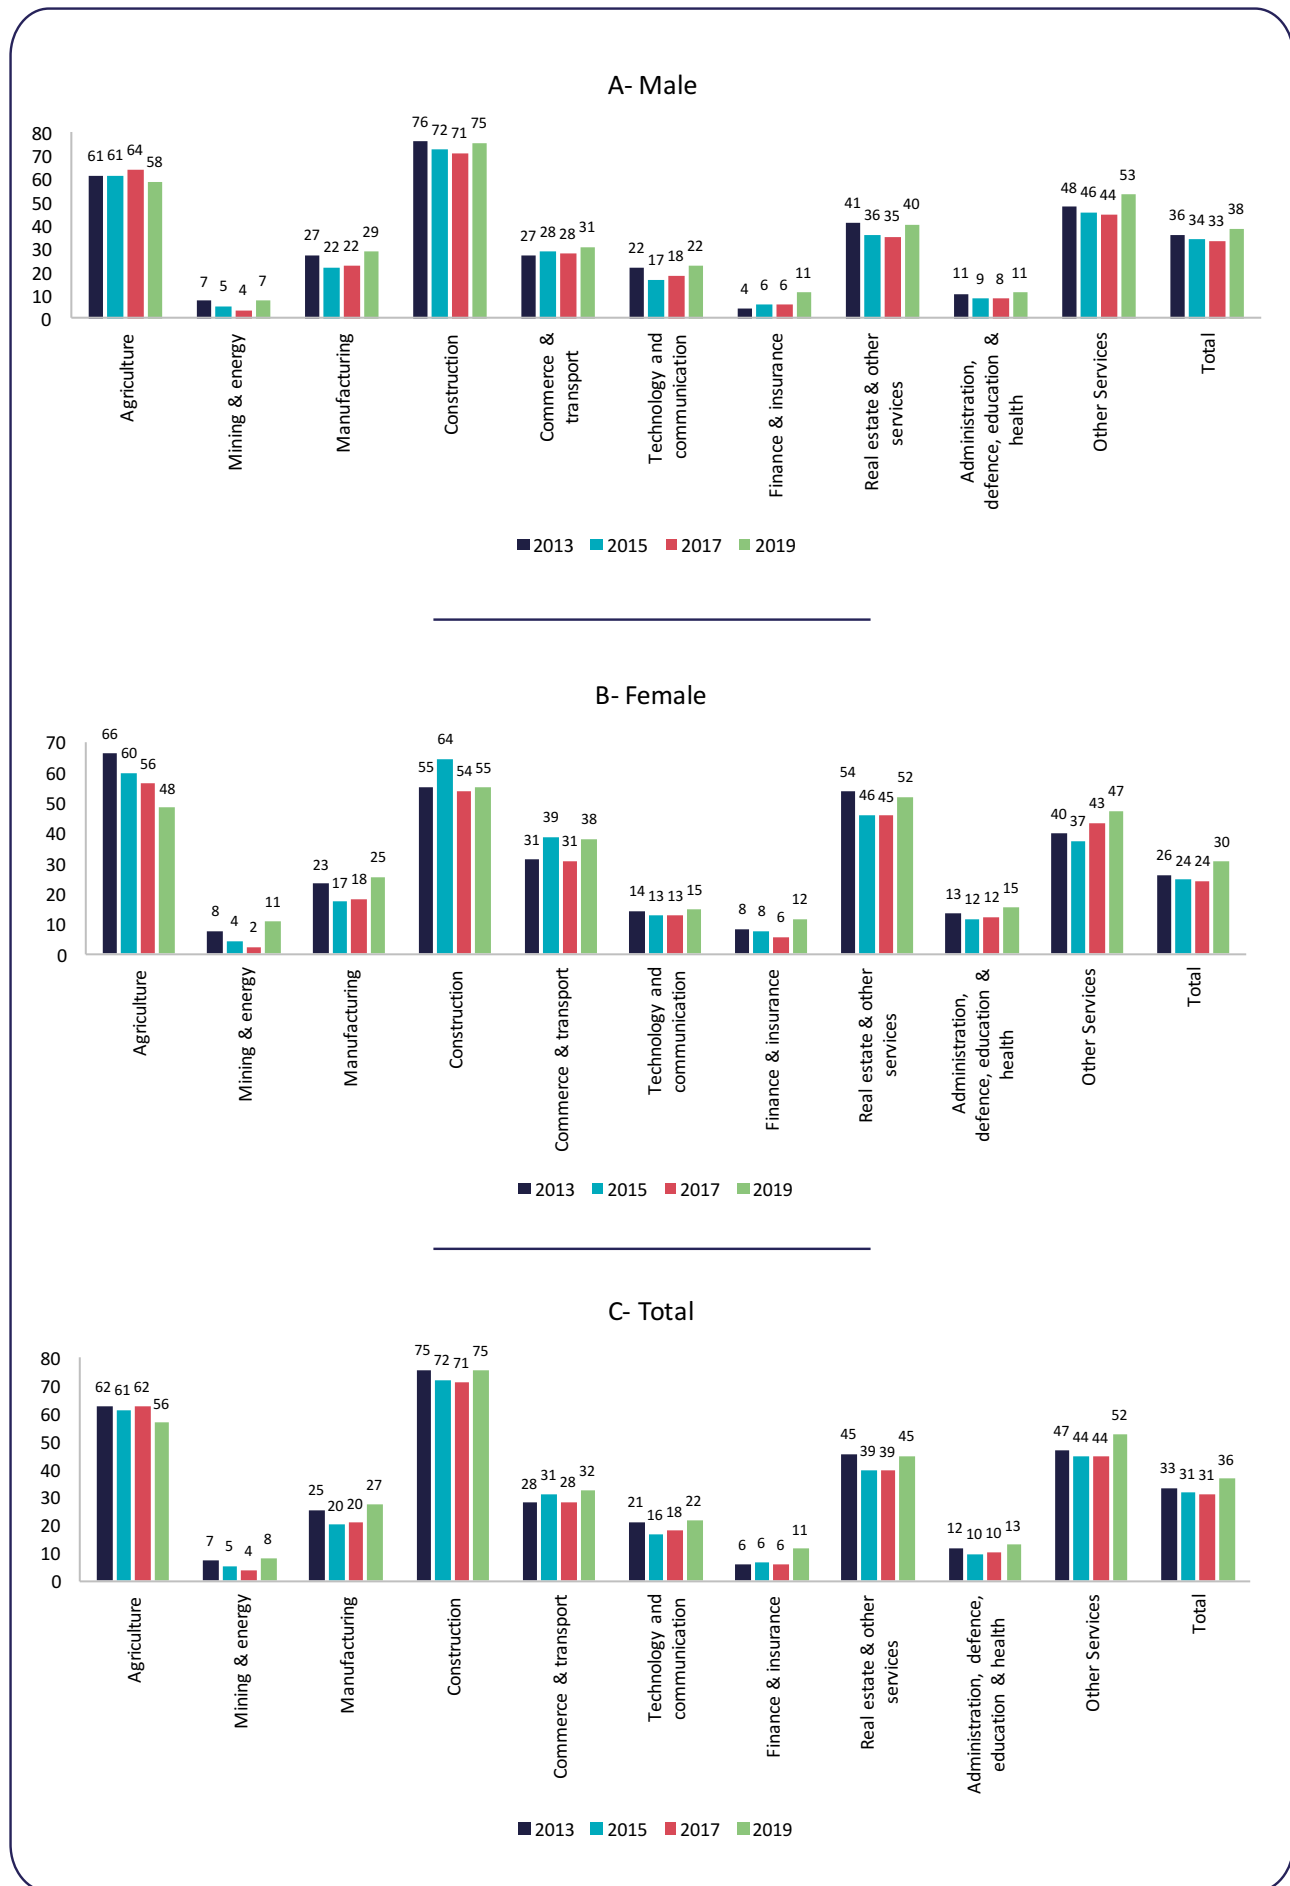 A- Male
80
70
60
50
40
30
20
10
0
61 61 64 58
7 5 4 7
27 22 22 29
76 72 71 75
27 28 28 31
22 17 18 22
4 6 6 11
41 36 35 40
11 9 8 11
48 46 44 53
36 34 33 38
Agriculture
Mining & energy
Manufacturing
Construction
Commerce &
transport
Technology and
communication
Finance & insurance
Real estate & other
services
Administration,
defence, education &
health
Other Services
Total
2013 2015 2017 2019
B- Female
70
60
50
40
30
20
10
0
66 60 56 48
8 4 2 11
23 17 18 25
55 64 54 55
31 39 31 38
14 13 13 15
8 8 6 12
54 46 45 52
13 12 12 15
40 37 43 47
26 24 24 30
Agriculture
Mining & energy
Manufacturing
Construction
Commerce & transport
Technology and
communication
Finance & insurance
Real estate & other
services
Administration,
defence, education &
health
Other Services
Total
2013 2015 2017 2019
C- Total
80
70
60
50
40
30
20
10
0
62 61 62 56
7 5 4 8
25 20 20 27
75 72 71 75
28 31 28 32
21 16 18 22
6 6 6 11
45 39 39 45
12 10 10 13
47 44 44 52
33 31 31 36
Agriculture
Mining & energy
Manufacturing
Construction
Commerce & transport
Technology and
communication
Finance & insurance
Real estate & other
services
Administration, defence,
education & health
Other Services
Total
2013 2015 2017 2019